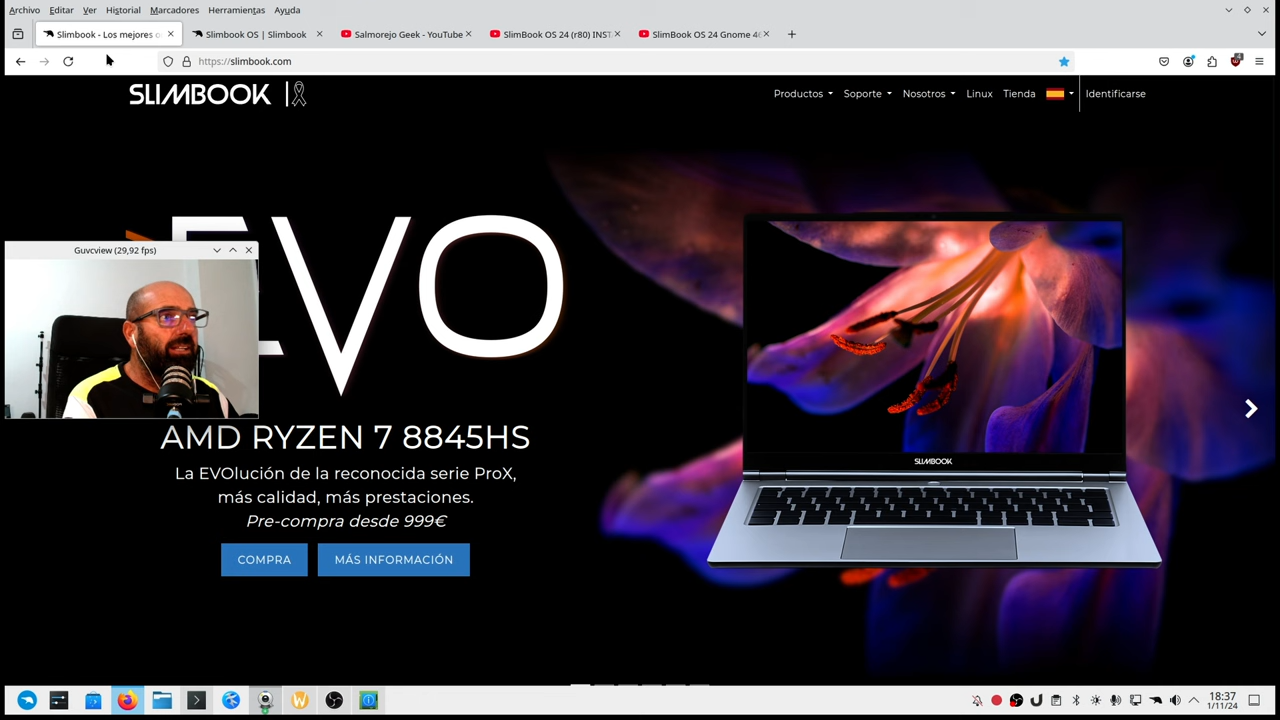 Archivo Editar Ver Historial Marcadores Herramientas Ayuda
Slimbook - Los mejores o
Slimbook OS | Slimbook
Salmorejo Geek - YouTube
SlimBook OS 24 (r80) INST
SlimBook OS 24 Gnome 46
https://slimbook.com
SLIMBOOK
Productos Soporte Nosotros Linux Tienda Identificarse
EVO
Guvcview (29,92 fps)
AMD RYZEN 7 8845HS
La EVOlución de la reconocida serie ProX,
más calidad, más prestaciones.
Pre-compra desde 999€
COMPRA MÁS INFORMACIÓN
SLIMBOOK
18:37
1/11/24